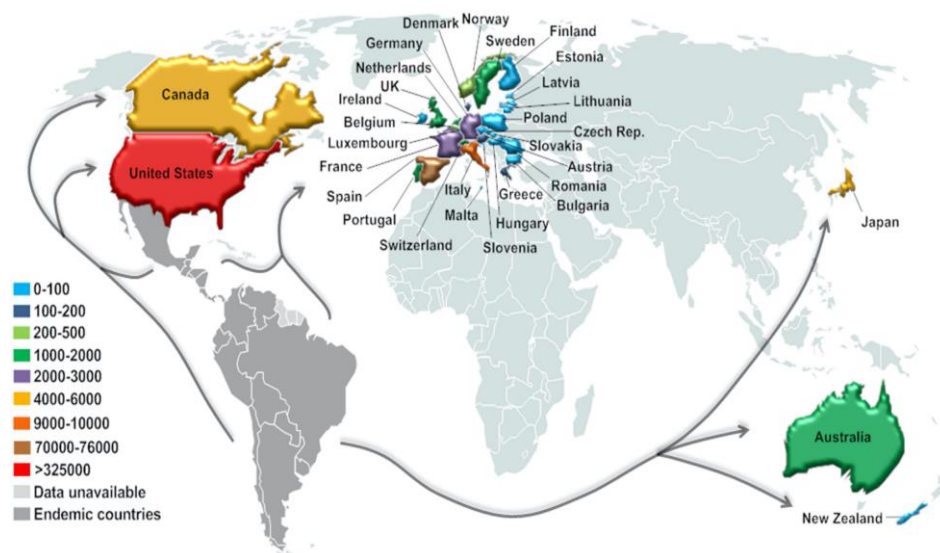 Denmark
Norway
Germany
Sweden
Finland
Netherlands
Estonia
UK
Latvia
Ireland
Lithuania
Belgium
Poland
Luxembourg
Czech Rep.
Slovakia
France
Austria
Spain
Italy
Greece
Romania
Portugal
Malta
Bulgaria
Hungary
Switzerland
Slovenia
Canada
United States
Japan
Australia
New Zealand
0-100
100-200
200-500
1000-2000
2000-3000
4000-6000
9000-10000
70000-76000
>325000
Data unavailable
Endemic countries